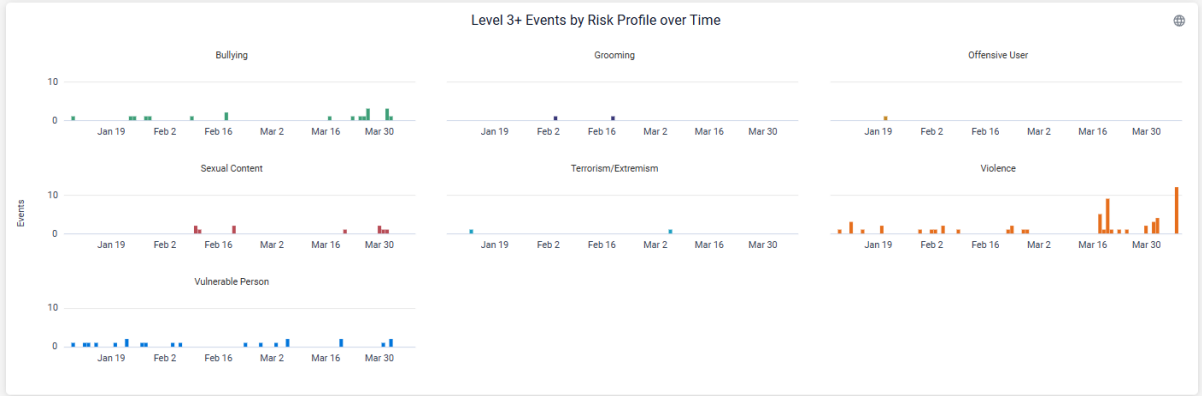 Level 3+ Events by Risk Profile over Time
Bullying
Grooming
Offensive User
10
0
Jan 19 Feb 2 Feb 16 Mar 2 Mar 16 Mar 30
Jan 19 Feb 2 Feb 16 Mar 2 Mar 16 Mar 30
Jan 19 Feb 2 Feb 16 Mar 2 Mar 16 Mar 30
Sexual Content
Terrorism/Extremism
Violence
Events
10
0
Jan 19 Feb 2 Feb 16 Mar 2 Mar 16 Mar 30
Jan 19 Feb 2 Feb 16 Mar 2 Mar 16 Mar 30
Jan 19 Feb 2 Feb 16 Mar 2 Mar 16 Mar 30
Vulnerable Person
10
0
Jan 19 Feb 2 Feb 16 Mar 2 Mar 16 Mar 30